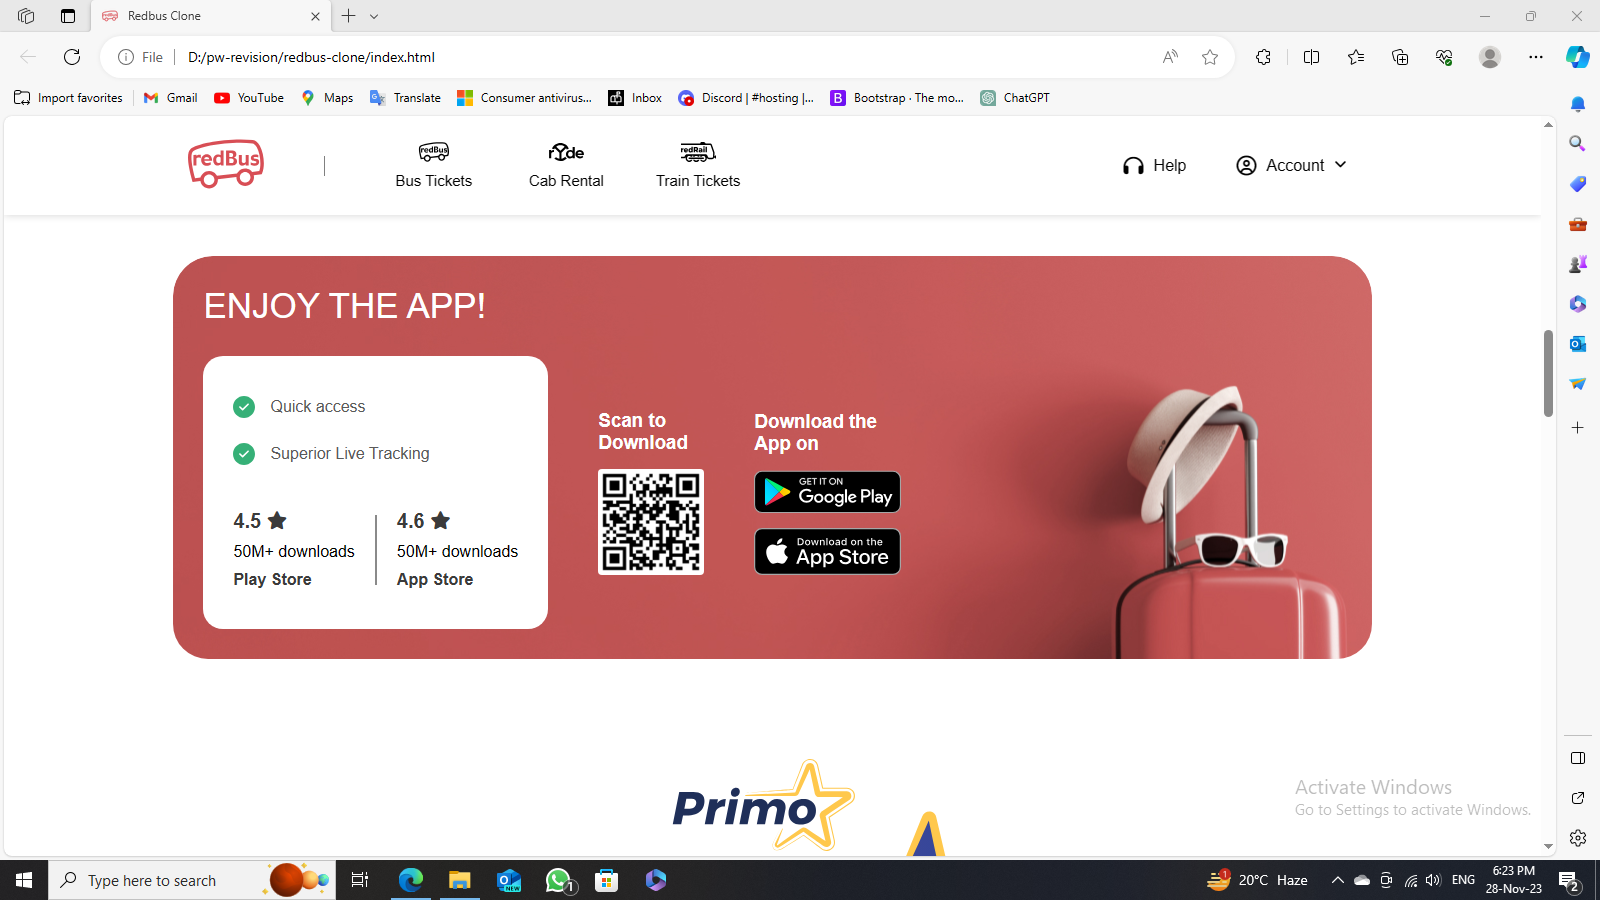 Redbus Clone
File
D:/pw-revision/redbus-clone/index.html
Import favorites
Gmail
YouTube
Maps
Translate
Consumer antivirus...
Inbox
Discord | #hosting |...
Bootstrap · The mo...
ChatGPT
redBus
redBus
Bus Tickets
rYde
Cab Rental
redRail
Train Tickets
Help
Account
ENJOY THE APP!
Quick access
Superior Live Tracking
4.5
50M+ downloads
Play Store
4.6
50M+ downloads
App Store
Scan to
Download
Download the
App on
GET IT ON
Google Play
Download on the
App Store
Primo
Activate Windows
Go to Settings to activate Windows.
Type here to search
NEW
1
1
20°C Haze
ENG
6:23 PM
28-Nov-23
2